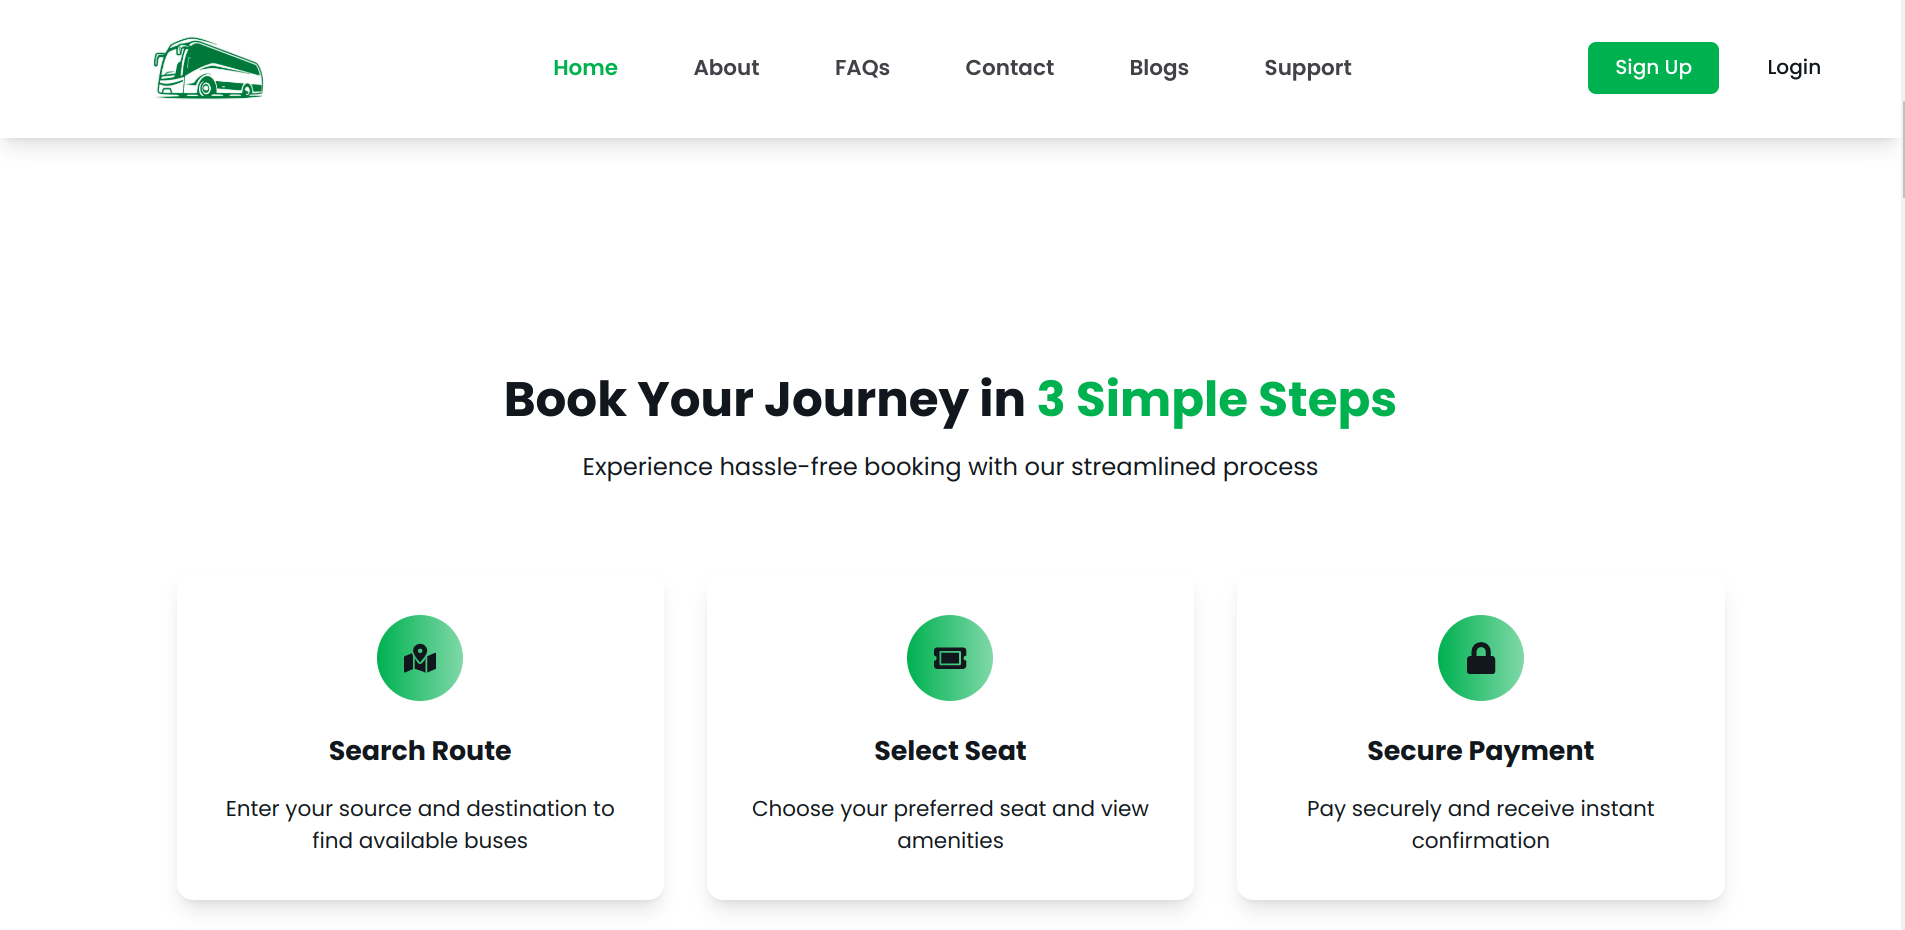 Home About FAQs Contact Blogs Support Sign Up Login
Book Your Journey in 3 Simple Steps
Experience hassle-free booking with our streamlined process
Search Route
Enter your source and destination to
find available buses
Select Seat
Choose your preferred seat and view
amenities
Secure Payment
Pay securely and receive instant
confirmation